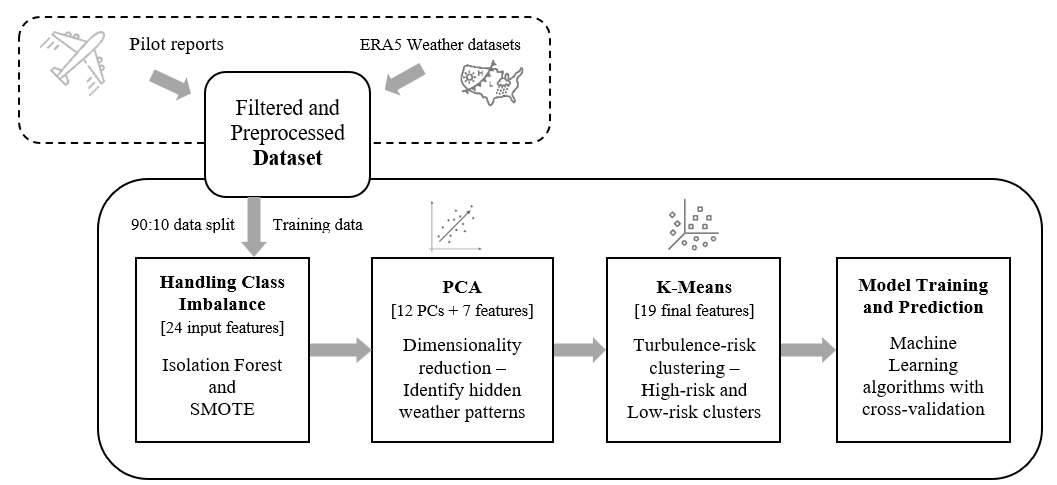 Pilot reports
ERA5 Weather datasets
H
L
Filtered and
Preprocessed
Dataset
90:10 data split
Training data
Handling Class
Imbalance
[24 input features]
Isolation Forest
and
SMOTE
PCA
[12 PCs + 7 features]
Dimensionality
reduction –
Identify hidden
weather patterns
K-Means
[19 final features]
Turbulence-risk
clustering –
High-risk and
Low-risk clusters
Model Training
and Prediction
Machine
Learning
algorithms with
cross-validation